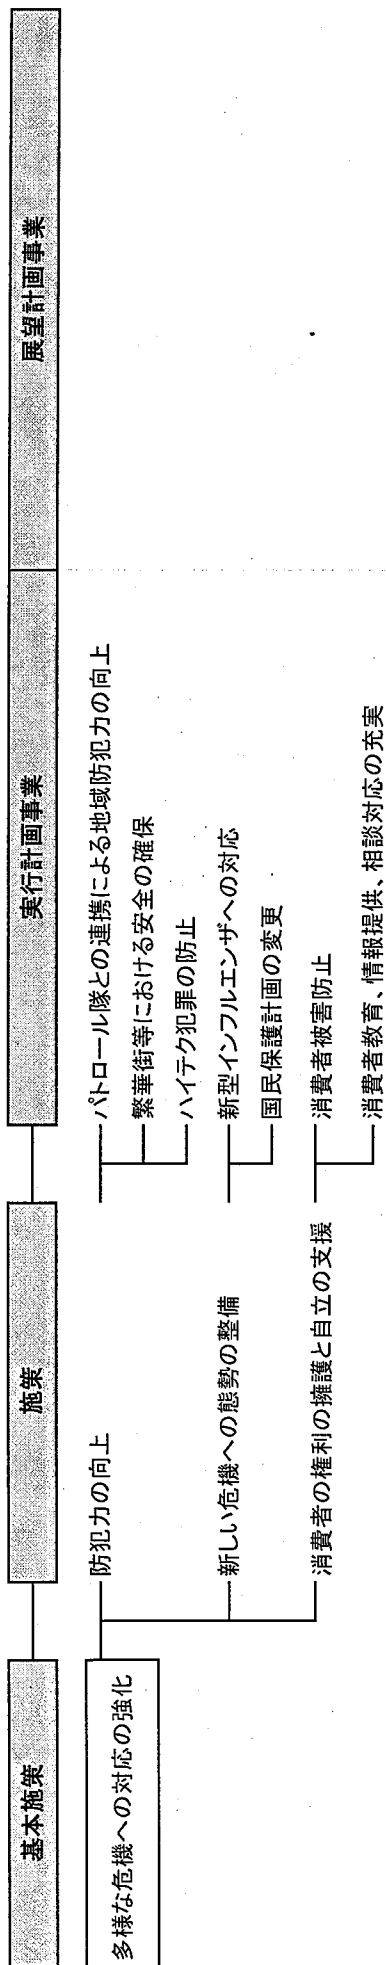 基本施策
施策
実行計画事業
展望計画事業
多様な危機への対応の強化
防犯力の向上
パトロール隊との連携による地域防犯力の向上
繁華街等における安全の確保
ハイテク犯罪の防止
新しい危機への態勢の整備
新型インフルエンザへの対応
国民保護計画の変更
消費者の権利の擁護と自立の支援
消費者被害防止
消費者教育、情報提供、相談対応の充実